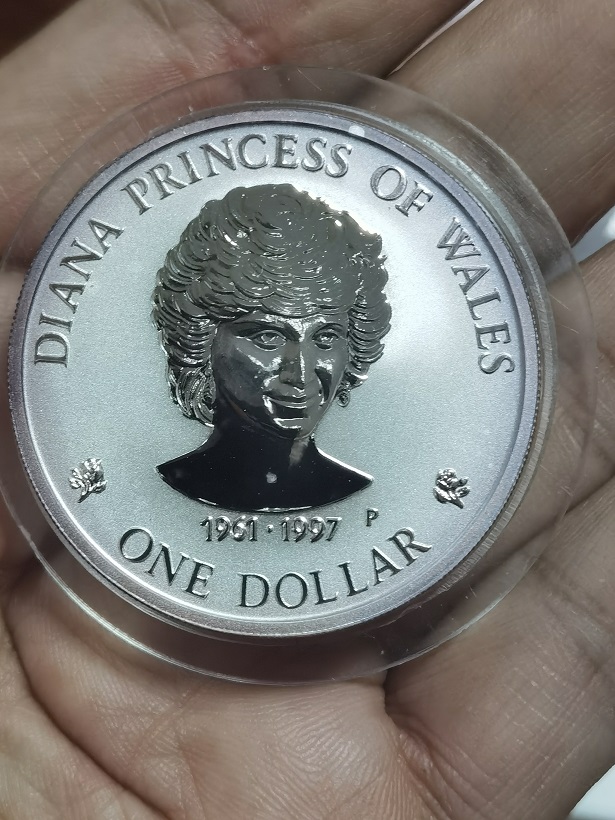 DIANA PRINCESS OF WALES
1961·1997 P
ONE DOLLAR